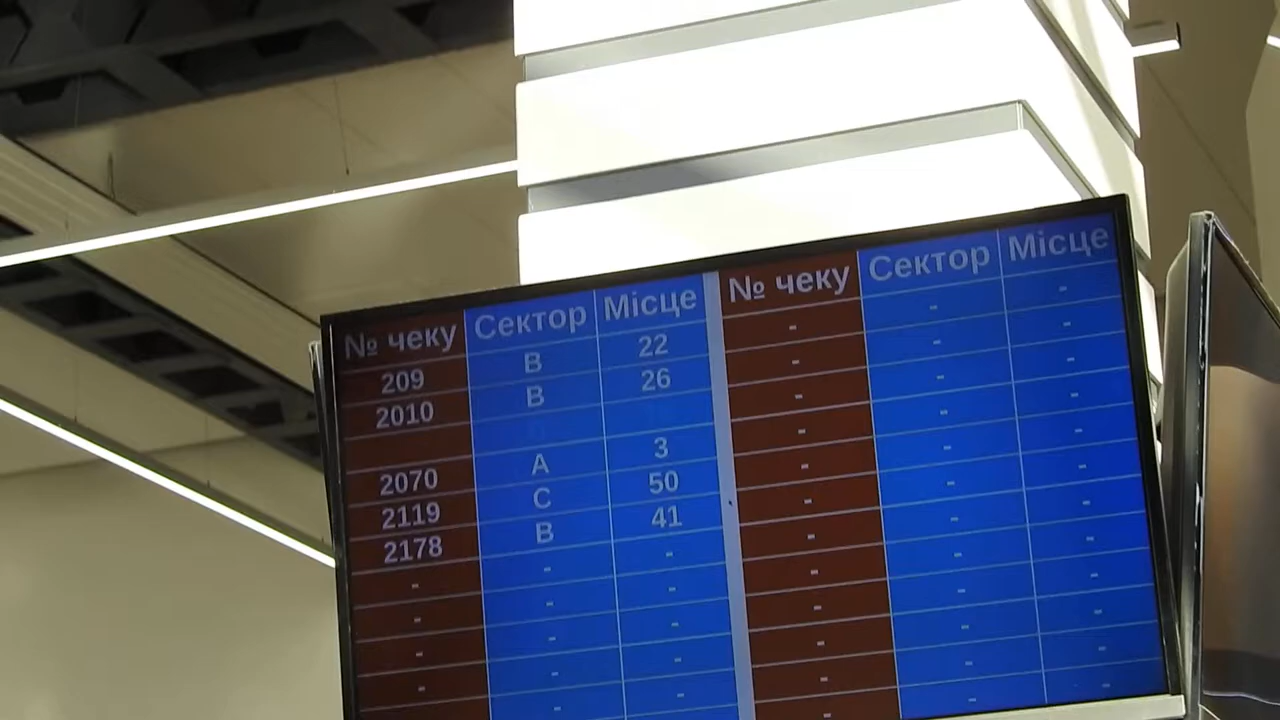 № чеку Сектор Місце № чеку Сектор Місце
209 B 22 - - -
2010 B 26 - - -
- - -
2070 A 3 - - -
2119 C 50 - - -
2178 B 41 - - -
- - - - - -
- - - - - -
- - - - - -
- - - - - -
- - - - - -